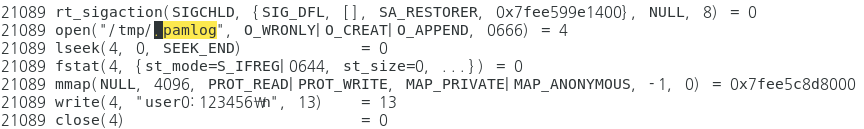 21089 rt_sigaction(SIGCHLD, {SIG_DFL, [], SA_RESTORER, 0x7fee599e1400}, NULL, 8) = 0
21089 open("/tmp/.pamlog", O_WRONLY|O_CREAT|O_APPEND, 0666) = 4
21089 lseek(4, 0, SEEK_END) = 0
21089 fstat(4, {st_mode=S_IFREG|0644, st_size=0, ...}) = 0
21089 mmap(NULL, 4096, PROT_READ|PROT_WRITE, MAP_PRIVATE|MAP_ANONYMOUS, -1, 0) = 0x7fee5c8d8000
21089 write(4, "user0:123456₩n", 13) = 13
21089 close(4) = 0